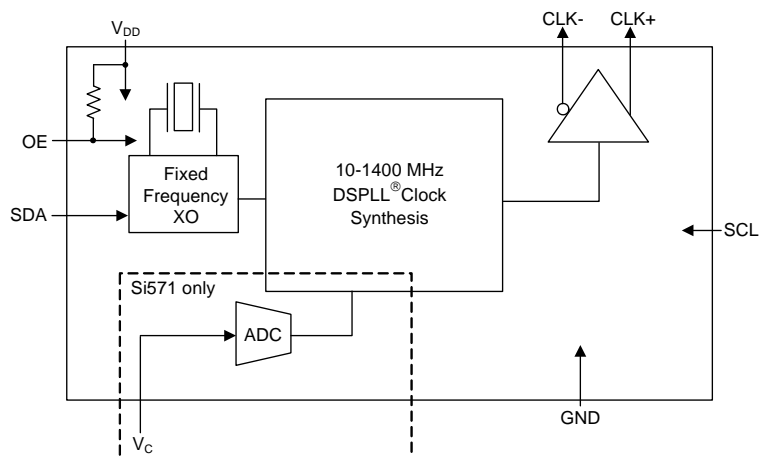 CLK- CLK+
VDD
OE
Fixed
Frequency
XO
10-1400 MHz
DSPLL® Clock
Synthesis
SDA
SCL
Si571 only
ADC
GND
VC